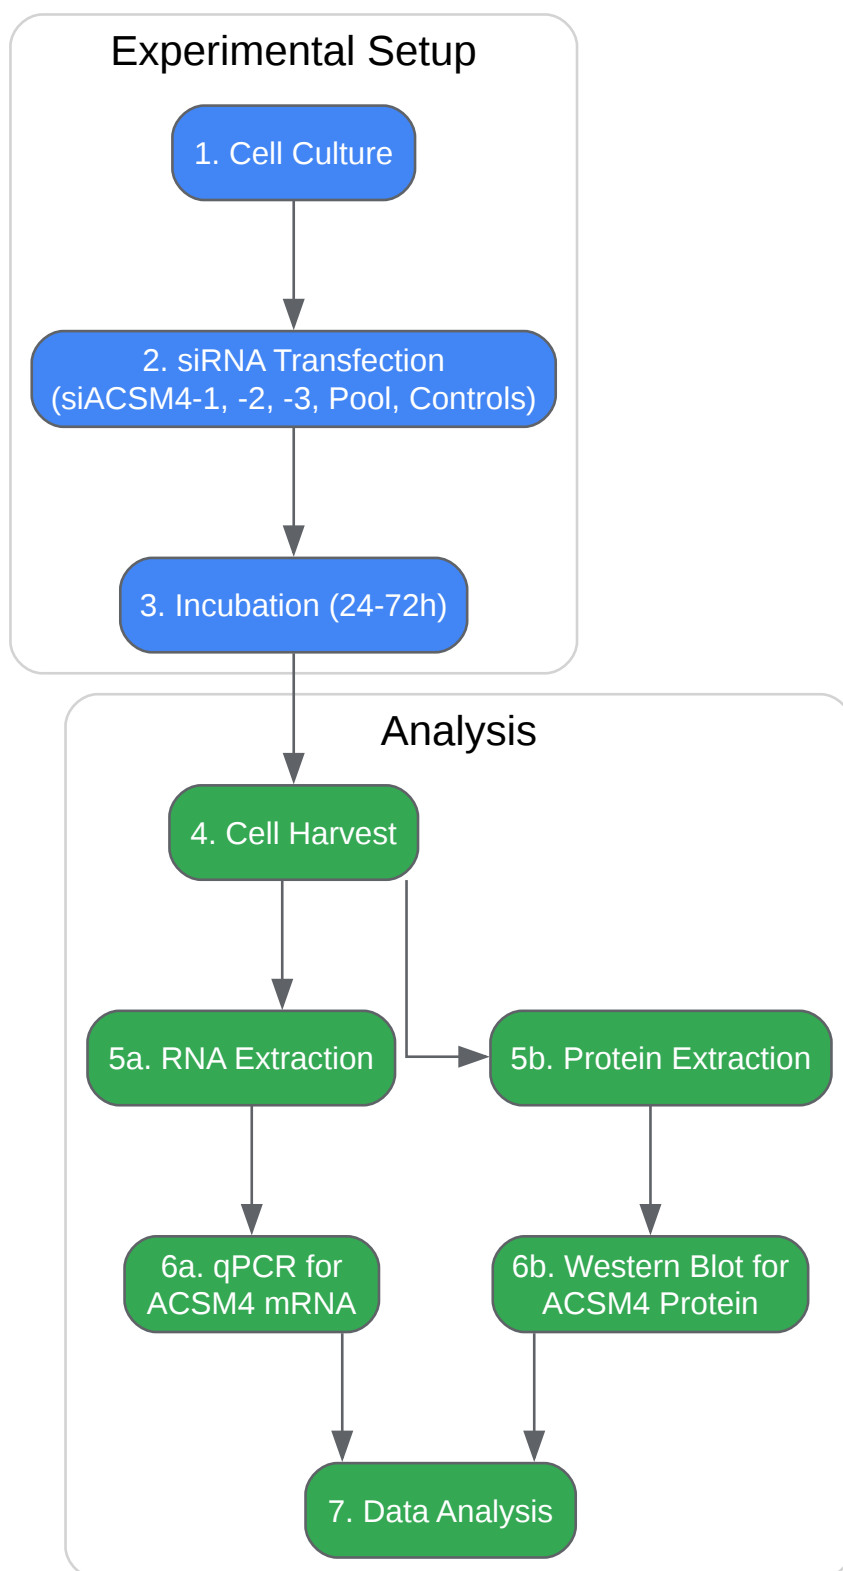 Experimental Setup
1. Cell Culture
2. siRNA Transfection
(siACSM4-1, -2, -3, Pool, Controls)
3. Incubation (24-72h)
Analysis
4. Cell Harvest
5a. RNA Extraction
5b. Protein Extraction
6a. qPCR for
ACSM4 mRNA
6b. Western Blot for
ACSM4 Protein
7. Data Analysis